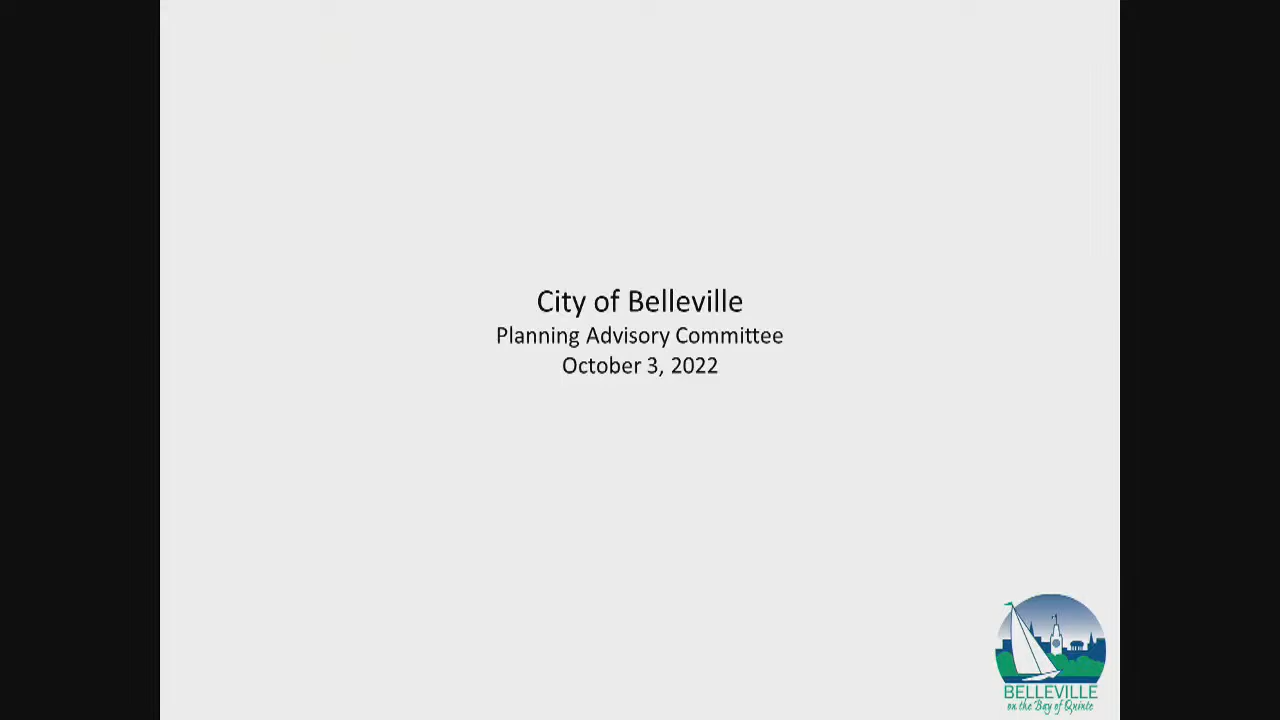 City of Belleville
Planning Advisory Committee
October 3, 2022
BELLEVILLE
on the Bay of Quinte